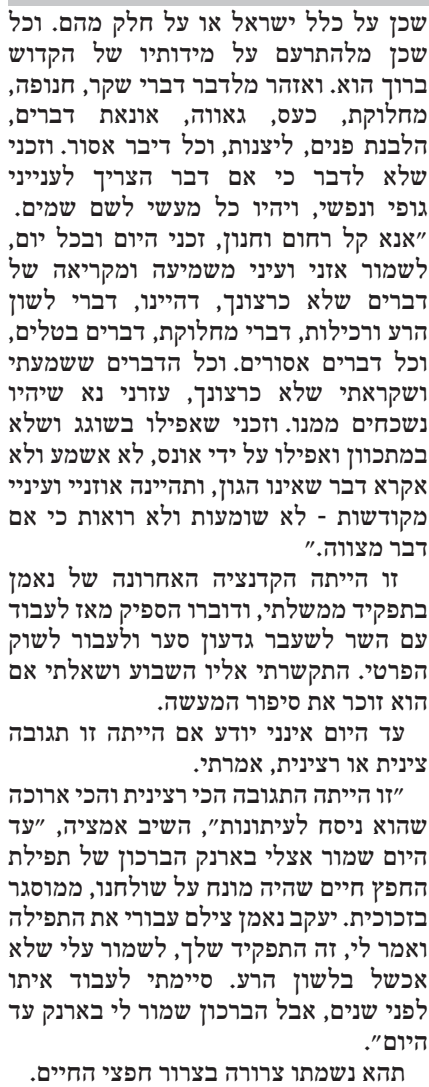 שכן על כלל ישראל או על חלק מהם. וכל
שכן מלהתרעם על מידותיו של הקדוש
ברוך הוא. ואזהר מלדבר דברי שקר, חנופה,
מחלוקת, כעס, גאווה, אונאת דברים,
הלבנת פנים, ליצנות, וכל דיבר אסור. וזכני
שלא לדבר כי אם דבר הצריך לענייני
גופי ונפשי, ויהיו כל מעשי לשם שמים.
"אנא קל רחום וחנון, זכני היום ובכל יום,
לשמור אזני ועיני משמיעה ומקריאה של
דברים שלא כרצונך, דהיינו, דברי לשון
הרע ורכילות, דברי מחלוקת, דברים בטלים,
וכל דברים אסורים. וכל הדברים ששמעתי
ושקראתי שלא כרצונך, עזרני נא שיהיו
נשכחים ממנו. וזכני שאפילו בשוגג ושלא
במתכוון ואפילו על ידי אונס, לא אשמע ולא
אקרא דבר שאינו הגון, ותהיינה אוזניי ועיניי
מקודשות - לא שומעות ולא רואות כי אם
דבר מצווה."
זו הייתה הקדנציה האחרונה של נאמן
בתפקיד ממשלתי, ודוברו הספיק מאז לעבוד
עם השר לשעבר גדעון סער ולעבור לשוק
הפרטי. התקשרתי אליו השבוע ושאלתי אם
הוא זוכר את סיפור המעשה.
עד היום אינני יודע אם הייתה זו תגובה
צינית או רצינית, אמרתי.
"זו הייתה התגובה הכי רצינית והכי ארוכה
שהוא ניסח לעיתונות", השיב אמציה, "עד
היום שמור אצלי בארנק הברכון של תפילת
החפץ חיים שהיה מונח על שולחנו, ממוסגר
בזכוכית. יעקב נאמן צילם עבורי את התפילה
ואמר לי, זה התפקיד שלך, לשמור עלי שלא
אכשל בלשון הרע. סיימתי לעבוד איתו
לפני שנים, אבל הברכון שמור לי בארנק עד
היום".
תהא נשמתו צרורה בצרור חפצי החיים.